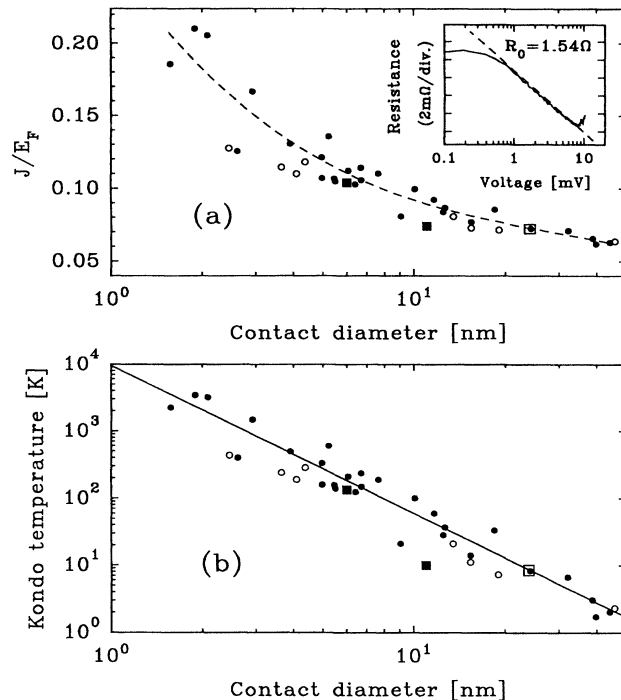 0.20
0.15
0.10
0.05
J/E_F
(a)
R_0=1.54Ω
Resistance
(2mΩ/div.)
0.1 1 10
Voltage [mV]
10^0 10^1
Contact diameter [nm]
10^4
10^3
10^2
10^1
10^0
Kondo temperature [K]
(b)
10^0 10^1
Contact diameter [nm]